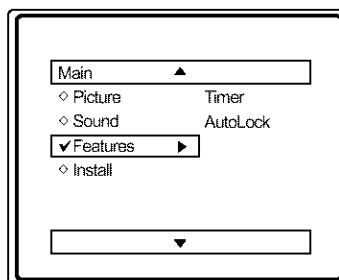 Main
Picture Timer
Sound AutoLock
Features
Install